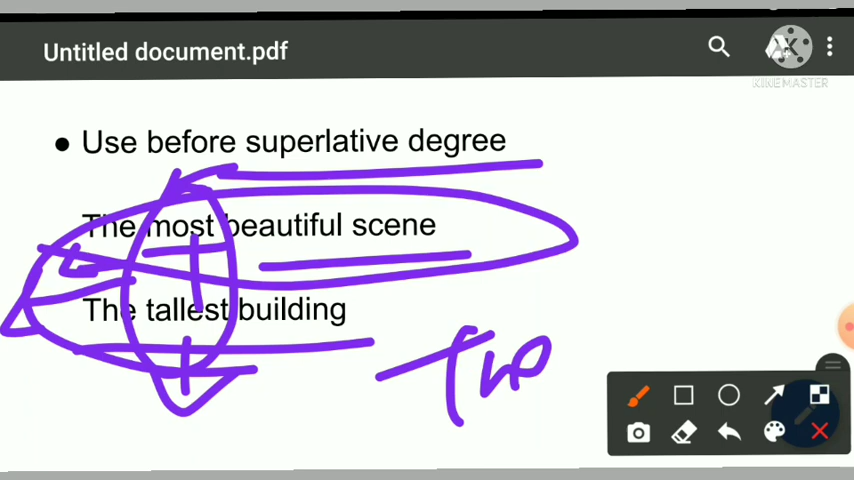 Untitled document.pdf
KINEMASTER
● Use before superlative degree
The most beautiful scene
The tallest building
The